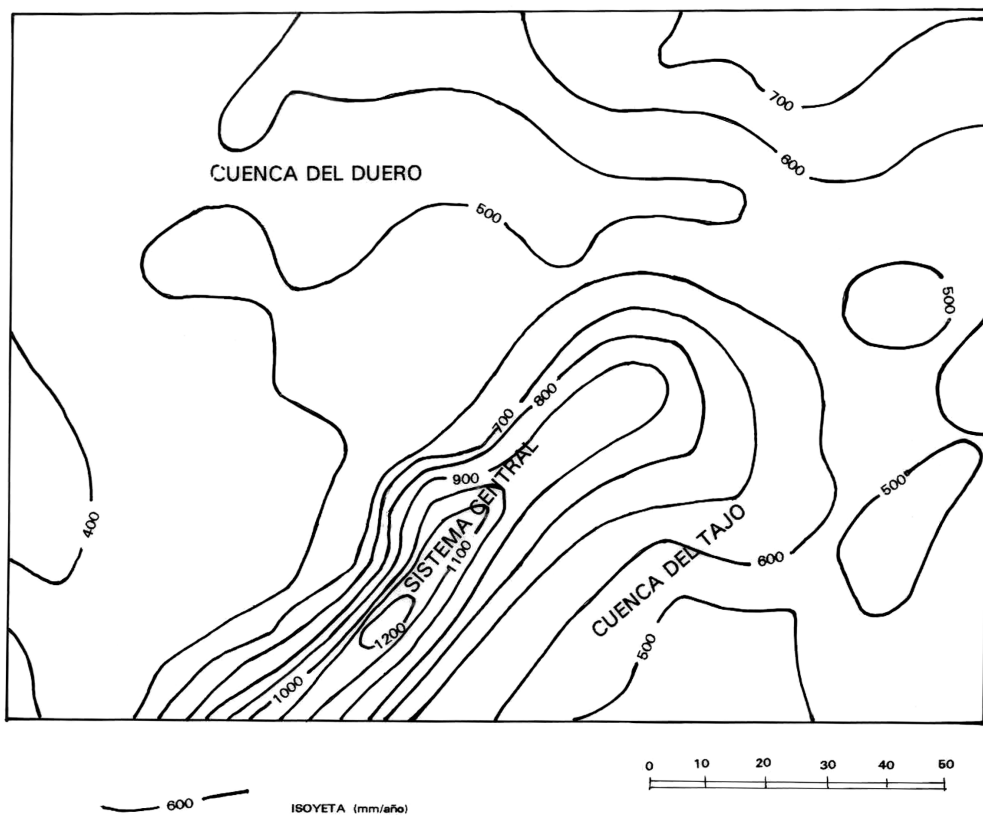 700
600
CUENCA DEL DUERO
500
500
700
800
900
SISTEMA CENTRAL
500
400
1100
CUENCA DEL TAJO
600
1200
500
1000
0 10 20 30 40 50
600 ISOYETA (mm/año)